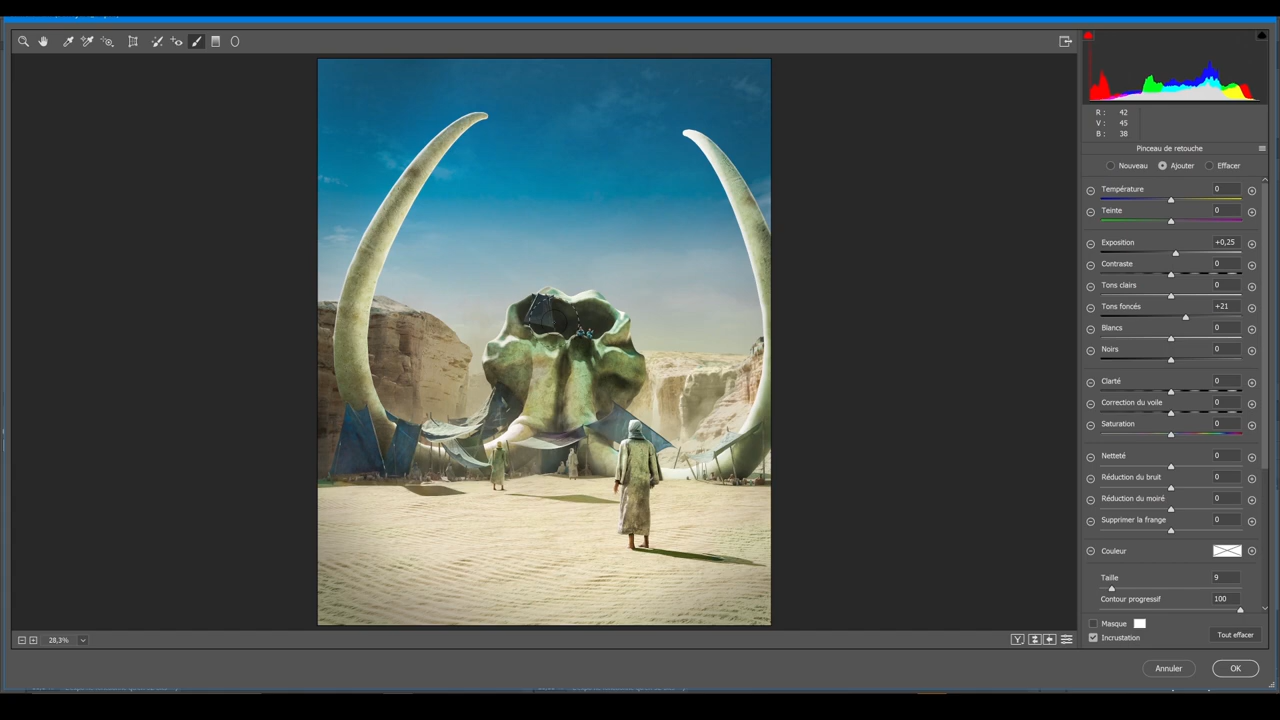 R : 42
V : 45
B : 38
Pinceau de retouche
Nouveau Ajouter Effacer
Température 0
Teinte 0
Exposition +0,25
Contraste 0
Tons clairs 0
Tons foncés +21
Blancs 0
Noirs 0
Clarté 0
Correction du voile 0
Saturation 0
Netteté 0
Réduction du bruit 0
Réduction du moiré 0
Supprimer la frange 0
Couleur
Taille 9
Contour progressif 100
Masque
Incrustation Tout effacer
28,3% Y
Annuler OK